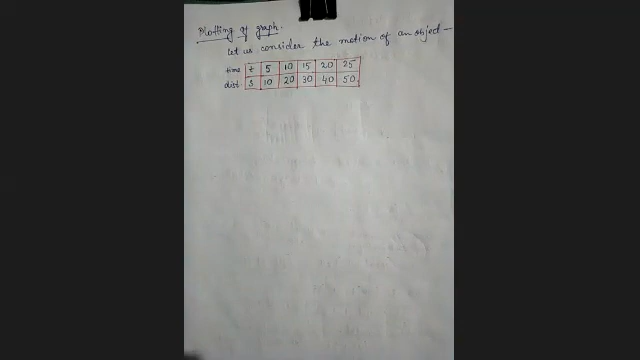 Plotting of graph.
Let us consider the motion of an object —
time t 5 10 15 20 25
dist S 10 20 30 40 50